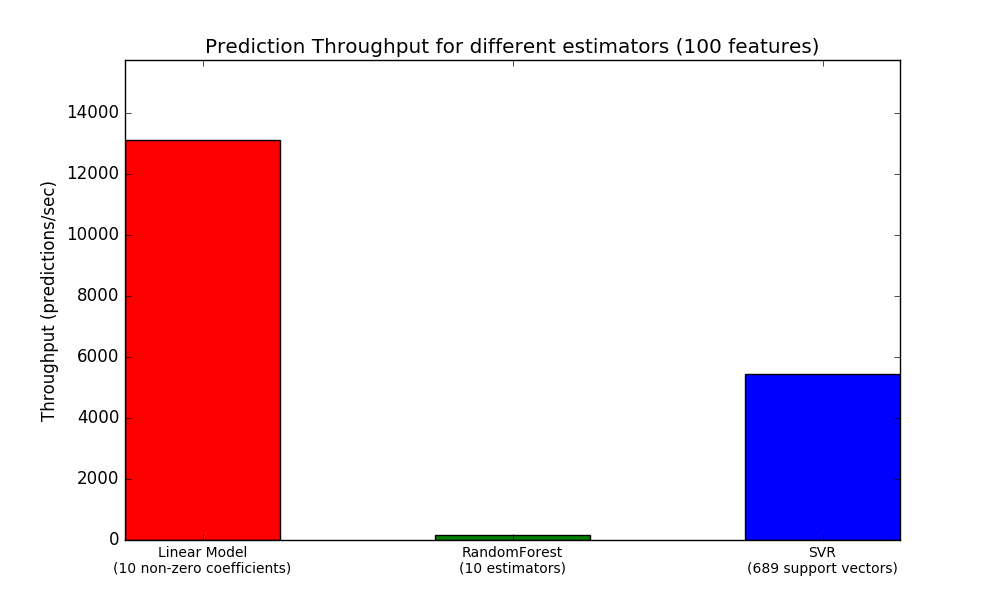 Prediction Throughput for different estimators (100 features)
Throughput (predictions/sec)
14000
12000
10000
8000
6000
4000
2000
0
Linear Model
(10 non-zero coefficients)
RandomForest
(10 estimators)
SVR
(689 support vectors)